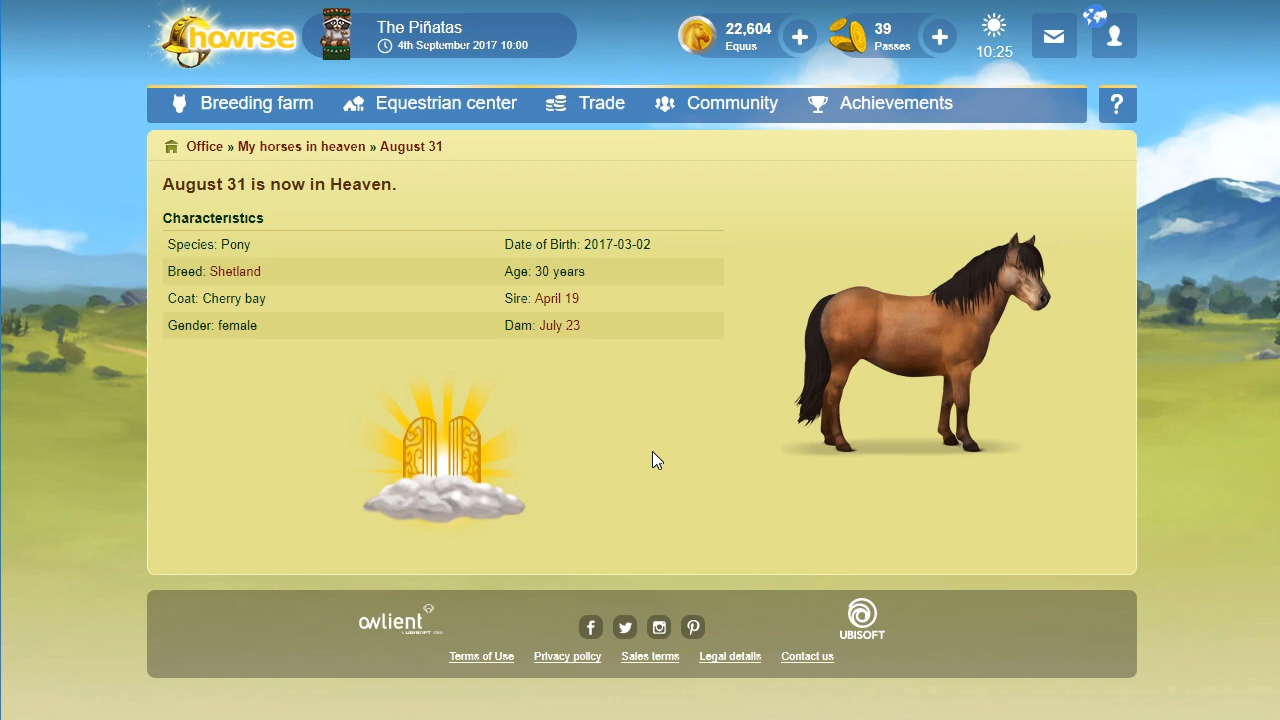 howrse
The Piñatas
4th September 2017 10:00
22,604
Equus
39
Passes
10:25
Breeding farm
Equestrian center
Trade
Community
Achievements
?
Office » My horses in heaven » August 31
August 31 is now in Heaven.
Characteristics
Species: Pony
Date of Birth: 2017-03-02
Breed: Shetland
Age: 30 years
Coat: Cherry bay
Sire: April 19
Gender: female
Dam: July 23
owlient
UBISOFT
Terms of Use
Privacy policy
Sales terms
Legal details
Contact us